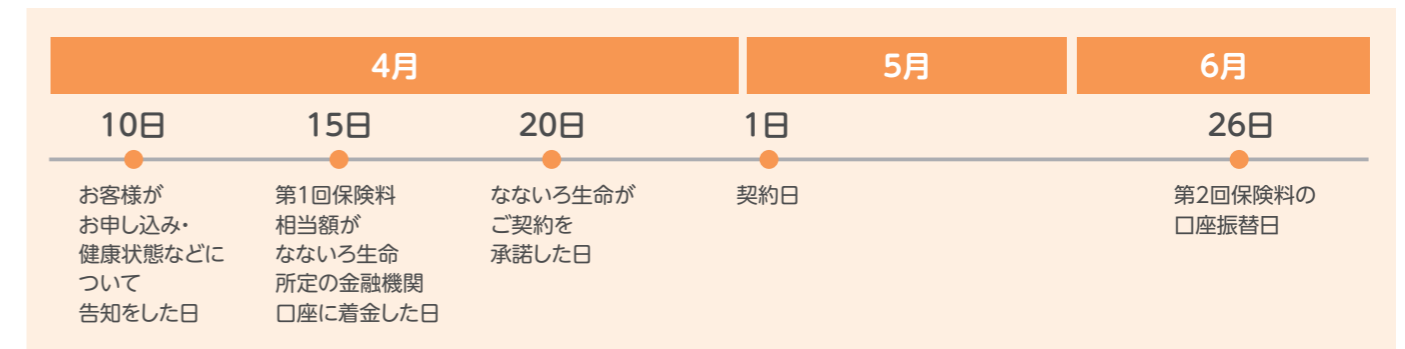 4月
5月
6月
10日
15日
20日
1日
26日
お客様が
お申し込み・
健康状態などに
ついて
告知をした日
第1回保険料
相当額が
なないろ生命
所定の金融機関
口座に着金した日
なないろ生命が
ご契約を
承諾した日
契約日
第2回保険料の
口座振替日